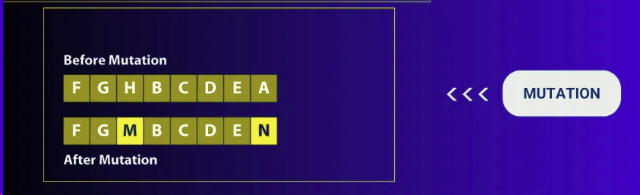 Before Mutation
F G H B C D E A
<<< MUTATION
F G M B C D E N
After Mutation